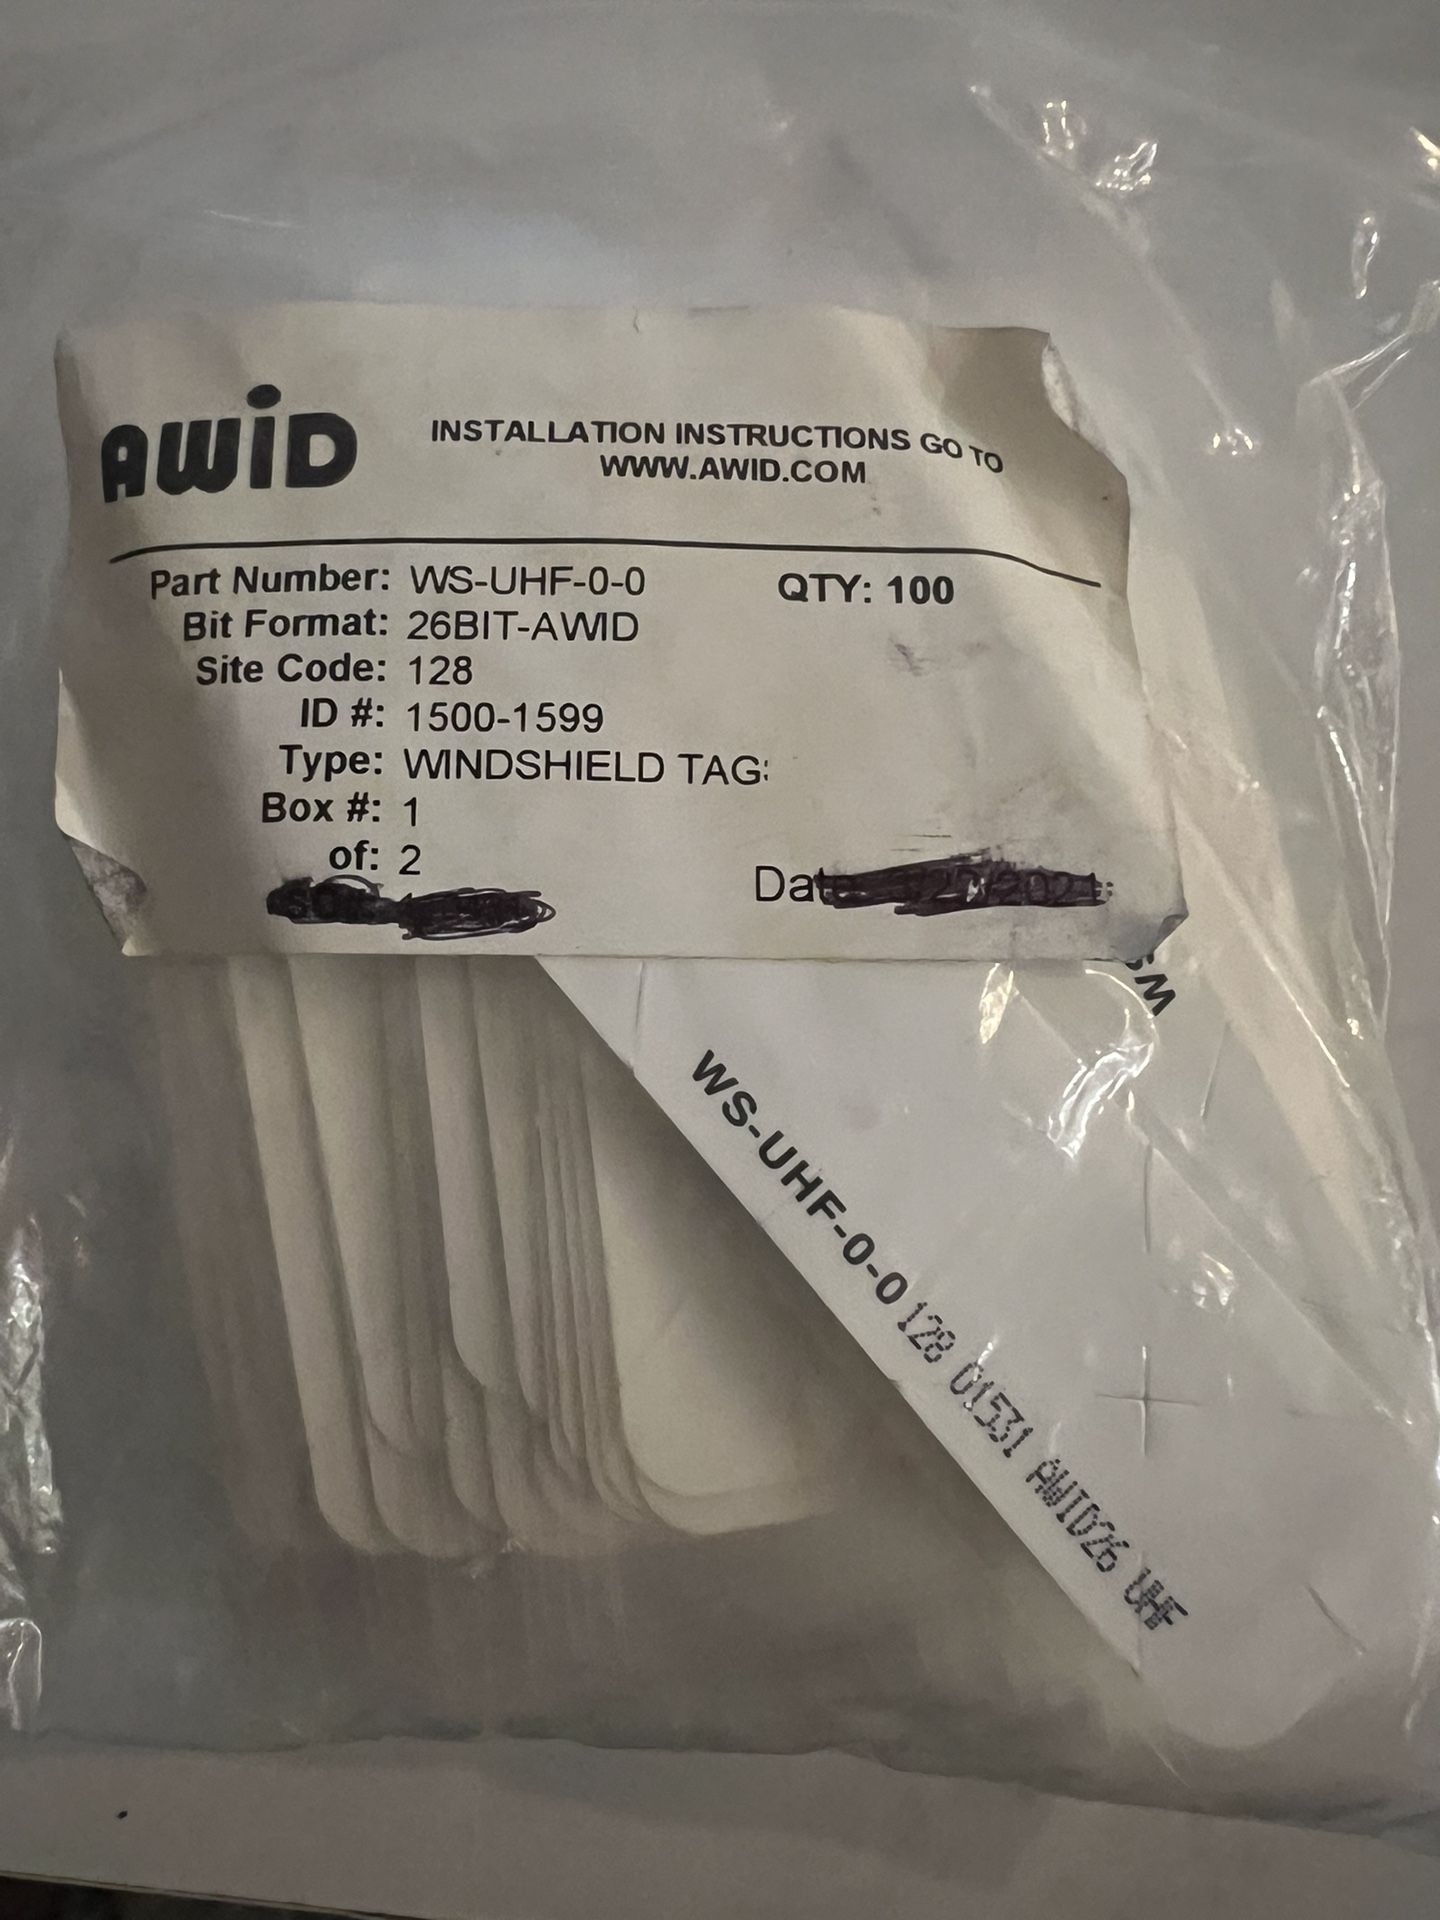 AWiD
INSTALLATION INSTRUCTIONS GO TO
WWW.AWID.COM
Part Number: WS-UHF-0-0
QTY: 100
Bit Format: 26BIT-AWID
Site Code: 128
ID #: 1500-1599
Type: WINDSHIELD TAG
Box #: 1
of: 2
Dat
WS-UHF-0-0 128 01531 AWID26 UHF